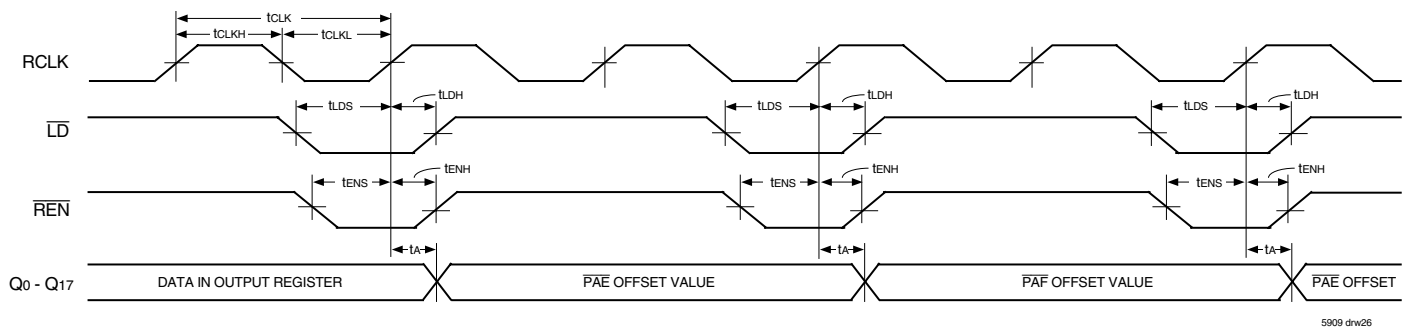 tCLK
tCLKH tCLKL
RCLK
tLDS tLDH tLDS tLDH tLDS tLDH
LD
tENS tENH tENS tENH tENS tENH
REN
tA tA tA
Q0 - Q17 DATA IN OUTPUT REGISTER PAE OFFSET VALUE PAF OFFSET VALUE PAE OFFSET
5909 drw26